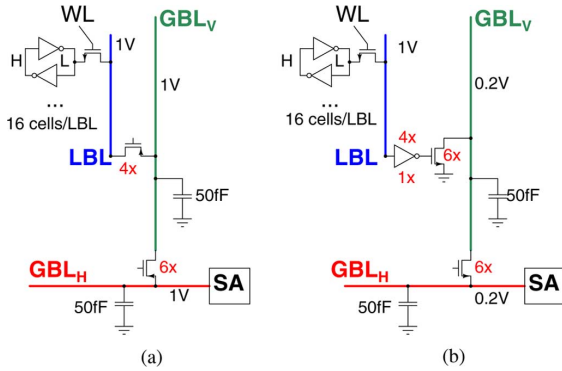 WL
GBLV
1V
H
L
1V
...
16 cells/LBL
LBL
4x
50fF
6x
GBLH
1V
SA
50fF
(a)
WL
GBLV
1V
H
L
0.2V
...
16 cells/LBL
4x
LBL
6x
1x
50fF
6x
GBLH
0.2V
SA
50fF
(b)